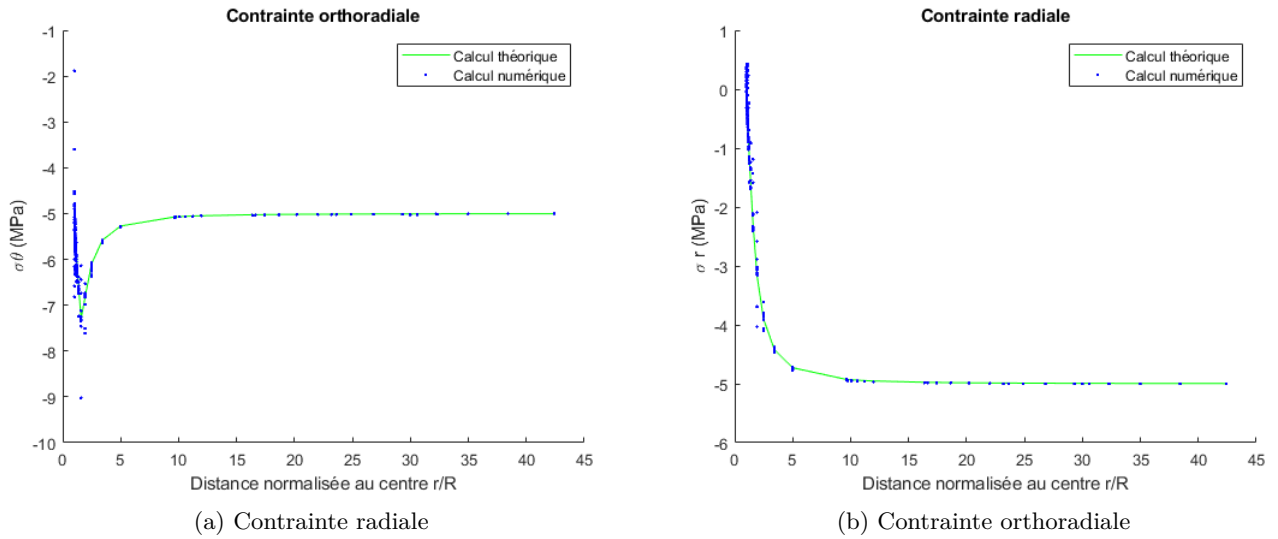 Contrainte orthoradiale
Calcul théorique
Calcul numérique
-1
-2
-3
-4
-5
-6
-7
-8
-9
-10
σθ (MPa)
0 5 10 15 20 25 30 35 40 45
Distance normalisée au centre r/R
(a) Contrainte radiale
Contrainte radiale
Calcul théorique
Calcul numérique
1
0
-1
-2
-3
-4
-5
-6
σ r (MPa)
0 5 10 15 20 25 30 35 40 45
Distance normalisée au centre r/R
(b) Contrainte orthoradiale